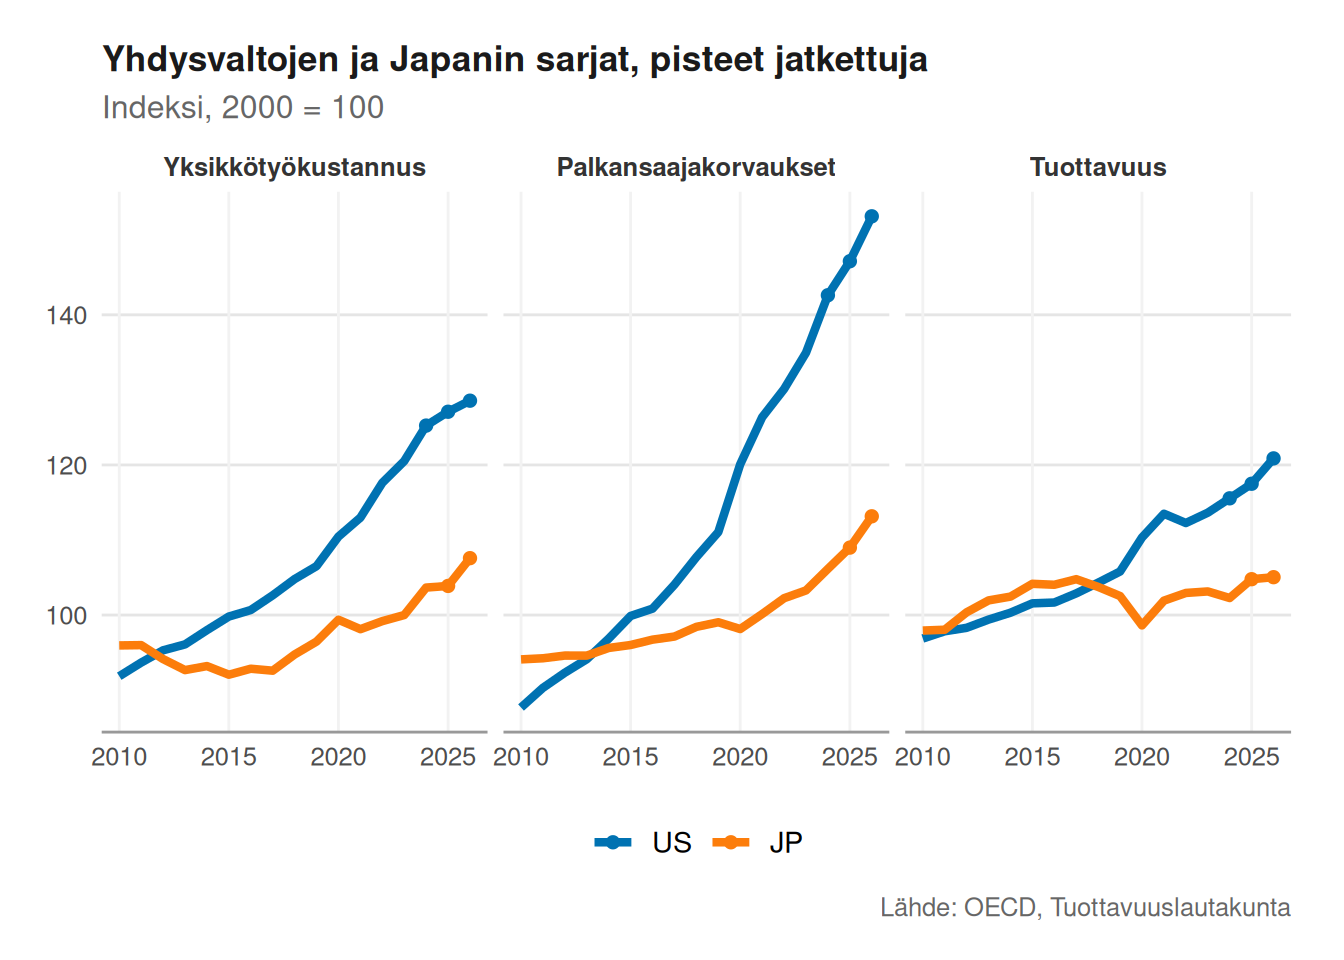 Yhdysvaltojen ja Japanin sarjat, pisteet jatkettuja
Indeksi, 2000 = 100
Yksikkötyökustannus Palkansaajakorvaukset Tuottavuus
140
120
100
2010 2015 2020 2025 2010 2015 2020 2025 2010 2015 2020 2025
US JP
Lähde: OECD, Tuottavuuslautakunta